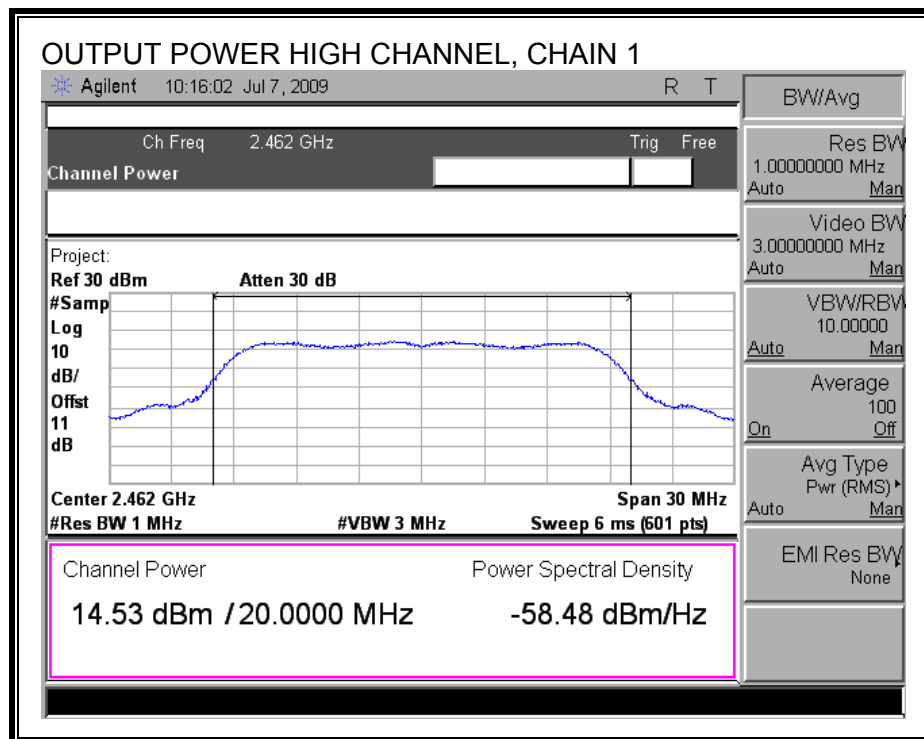 OUTPUT POWER HIGH CHANNEL, CHAIN 1
Agilent 10:16:02 Jul 7, 2009 R T
Ch Freq 2.462 GHz Trig Free
Channel Power
Project:
Ref 30 dBm Atten 30 dB
#Samp
Log
10
dB/
Offst
11
dB
Center 2.462 GHz Span 30 MHz
#Res BW 1 MHz #VBW 3 MHz Sweep 6 ms (601 pts)
Channel Power Power Spectral Density
14.53 dBm / 20.0000 MHz -58.48 dBm/Hz
BW/Avg
Res BW
1.00000000 MHz
Auto Man
Video BW
3.00000000 MHz
Auto Man
VBW/RBW
10.00000
Auto Man
Average
100
On Off
Avg Type
Pwr (RMS)
Auto Man
EMI Res BW
None